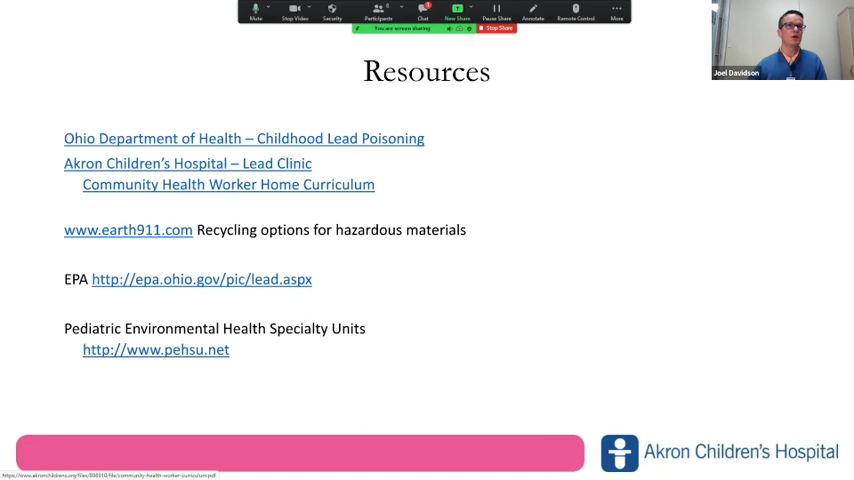 Mute
Stop Video
Security
Participants
8
Chat
1
New Share
Pause Share
Annotate
Remote Control
More
You are screen sharing
Stop Share
Joel Davidson
Resources
Ohio Department of Health – Childhood Lead Poisoning
Akron Children's Hospital – Lead Clinic
Community Health Worker Home Curriculum
www.earth911.com Recycling options for hazardous materials
EPA http://epa.ohio.gov/pic/lead.aspx
Pediatric Environmental Health Specialty Units
http://www.pehsu.net
Akron Children's Hospital